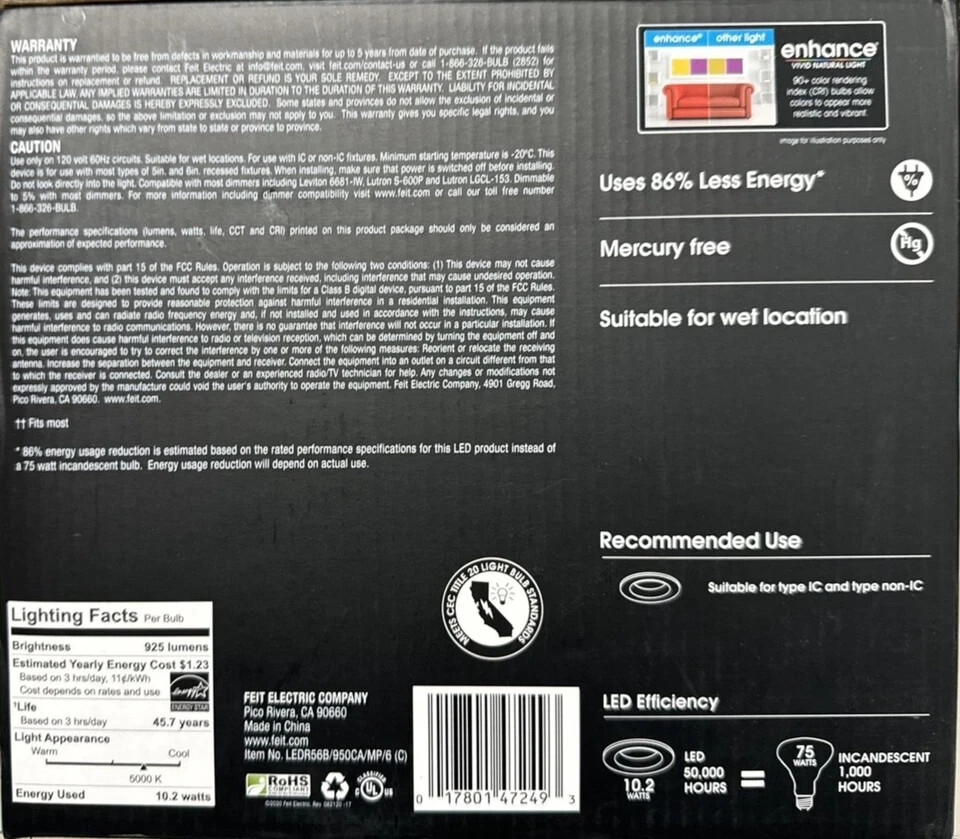 WARRANTY
This product is warrantied to be free from defects in workmanship and materials for up to 5 years from date of purchase. If the product fails
within the warranty period, please contact Feit Electric at info@feit.com, visit feit.com/contact-us or call 1-866-326-BULB (2852) for
instructions on replacement or refund. REPLACEMENT OR REFUND IS YOUR SOLE REMEDY. EXCEPT TO THE EXTENT PROHIBITED BY
APPLICABLE LAW, ANY IMPLIED WARRANTIES ARE LIMITED IN DURATION TO THE DURATION OF THIS WARRANTY. LIABILITY FOR INCIDENTAL
OR CONSEQUENTIAL DAMAGES IS HEREBY EXPRESSLY EXCLUDED. Some states and provinces do not allow the exclusion of incidental or
consequential damages, so the above limitation or exclusion may not apply to you. This warranty gives you specific legal rights, and you
may also have other rights which vary from state to state or province to province.
CAUTION
Use only on 120 volt 60Hz circuits. Suitable for wet locations. For use with IC or non-IC fixtures. Minimum starting temperature is -20°C. This
device is for use with most types of 5in. and 6in. recessed fixtures. When installing, make sure that power is switched off before installing.
Do not look directly into the light. Compatible with most dimmers including Leviton 6681-IW, Lutron S-600P and Lutron LGCL-153. Dimmable
to 5% with most dimmers. For more information including dimmer compatibility visit www.feit.com or call our toll free number
1-866-326-BULB.
The performance specifications (lumens, watts, life, CCT and CRI) printed on this product package should only be considered an
approximation of expected performance.
This device complies with part 15 of the FCC Rules. Operation is subject to the following two conditions: (1) This device may not cause
harmful interference, and (2) this device must accept any interference received, including interference that may cause undesired operation.
Note: This equipment has been tested and found to comply with the limits for a Class B digital device, pursuant to part 15 of the FCC Rules.
These limits are designed to provide reasonable protection against harmful interference in a residential installation. This equipment
generates, uses and can radiate radio frequency energy and, if not installed and used in accordance with the instructions, may cause
harmful interference to radio communications. However, there is no guarantee that interference will not occur in a particular installation. If
this equipment does cause harmful interference to radio or television reception, which can be determined by turning the equipment off and
on, the user is encouraged to try to correct the interference by one or more of the following measures: Reorient or relocate the receiving
antenna. Increase the separation between the equipment and receiver. Connect the equipment into an outlet on a circuit different from that
to which the receiver is connected. Consult the dealer or an experienced radio/TV technician for help. Any changes or modifications not
expressly approved by the manufacture could void the user's authority to operate the equipment. Feit Electric Company, 4901 Gregg Road,
Pico Rivera, CA 90660. www.feit.com.
†† Fits most
* 86% energy usage reduction is estimated based on the rated performance specifications for this LED product instead of
a 75 watt incandescent bulb. Energy usage reduction will depend on actual use.
enhance® other light
enhance®
VIVID NATURAL LIGHT
90+ color rendering
index (CRI) bulbs allow
colors to appear more
realistic and vibrant.
image for illustration purposes only
Uses 86% Less Energy*
%
Mercury free
Hg
Suitable for wet location
Recommended Use
Suitable for type IC and type non-IC
MEETS CEC TITLE 20 LIGHT BULB STANDARDS
Lighting Facts Per Bulb
Brightness 925 lumens
Estimated Yearly Energy Cost $1.23
Based on 3 hrs/day, 11¢/kWh
Cost depends on rates and use
energy
ENERGY STAR
†Life
Based on 3 hrs/day 45.7 years
Light Appearance
Warm Cool
5000 K
Energy Used 10.2 watts
FEIT ELECTRIC COMPANY
Pico Rivera, CA 90660
Made in China
www.feit.com
Item No. LEDR56B/950CA/MP/6 (C)
RoHS
COMPLIANT
CLASSIFIED
C UL US
0 17801 47249 3
LED Efficiency
10.2
WATTS
LED
50,000
HOURS
=
75
WATTS
INCANDESCENT
1,000
HOURS